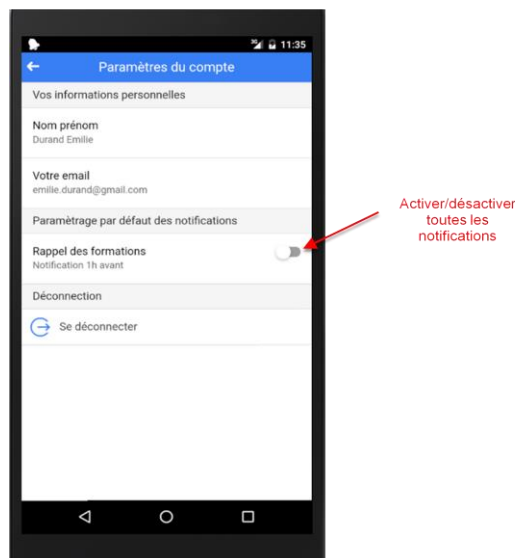 3G 11:35
Paramètres du compte
Vos informations personnelles
Nom prénom
Durand Emilie
Votre email
emilie.durand@gmail.com
Paramètrage par défaut des notifications
Rappel des formations
Notification 1h avant
Déconnection
Se déconnecter
Activer/désactiver
toutes les
notifications